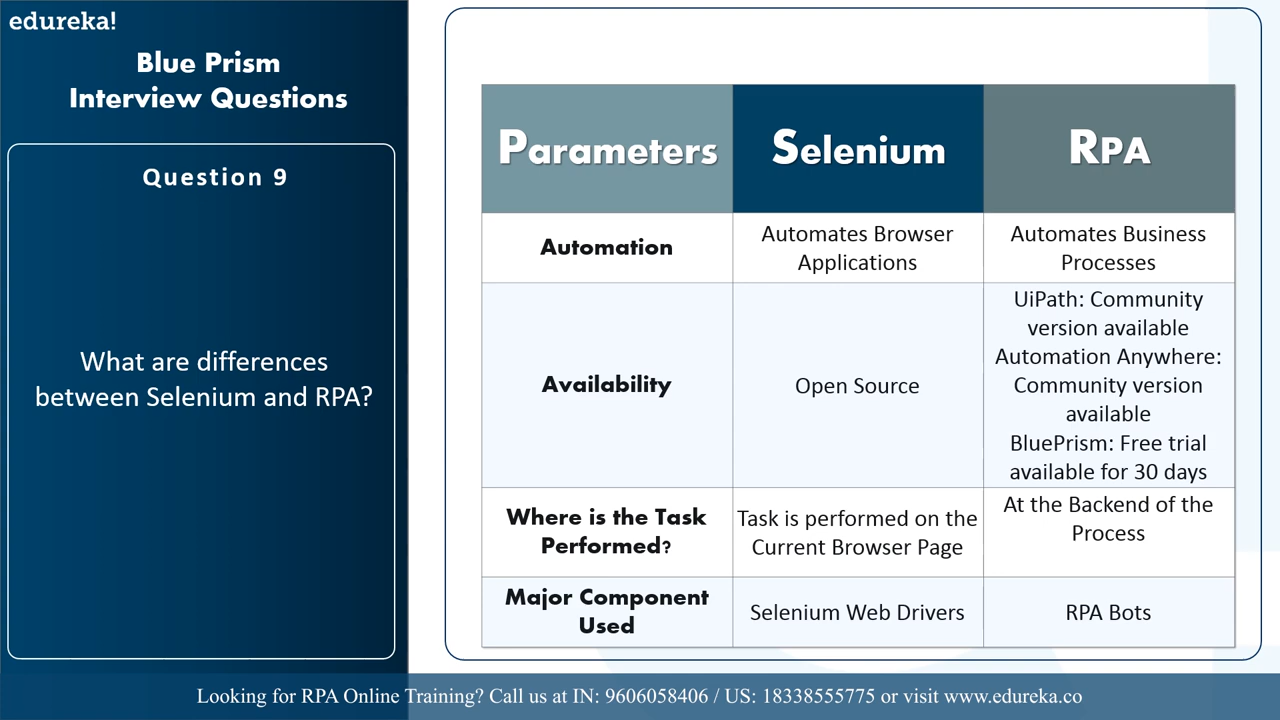 edureka!
Blue Prism
Interview Questions
Question 9
What are differences
between Selenium and RPA?
Parameters
Selenium
RPA
Automation
Automates Browser
Applications
Automates Business
Processes
Availability
Open Source
UiPath: Community
version available
Automation Anywhere:
Community version
available
BluePrism: Free trial
available for 30 days
Where is the Task
Performed?
Task is performed on the
Current Browser Page
At the Backend of the
Process
Major Component
Used
Selenium Web Drivers
RPA Bots
Looking for RPA Online Training? Call us at IN: 9606058406 / US: 18338555775 or visit www.edureka.co